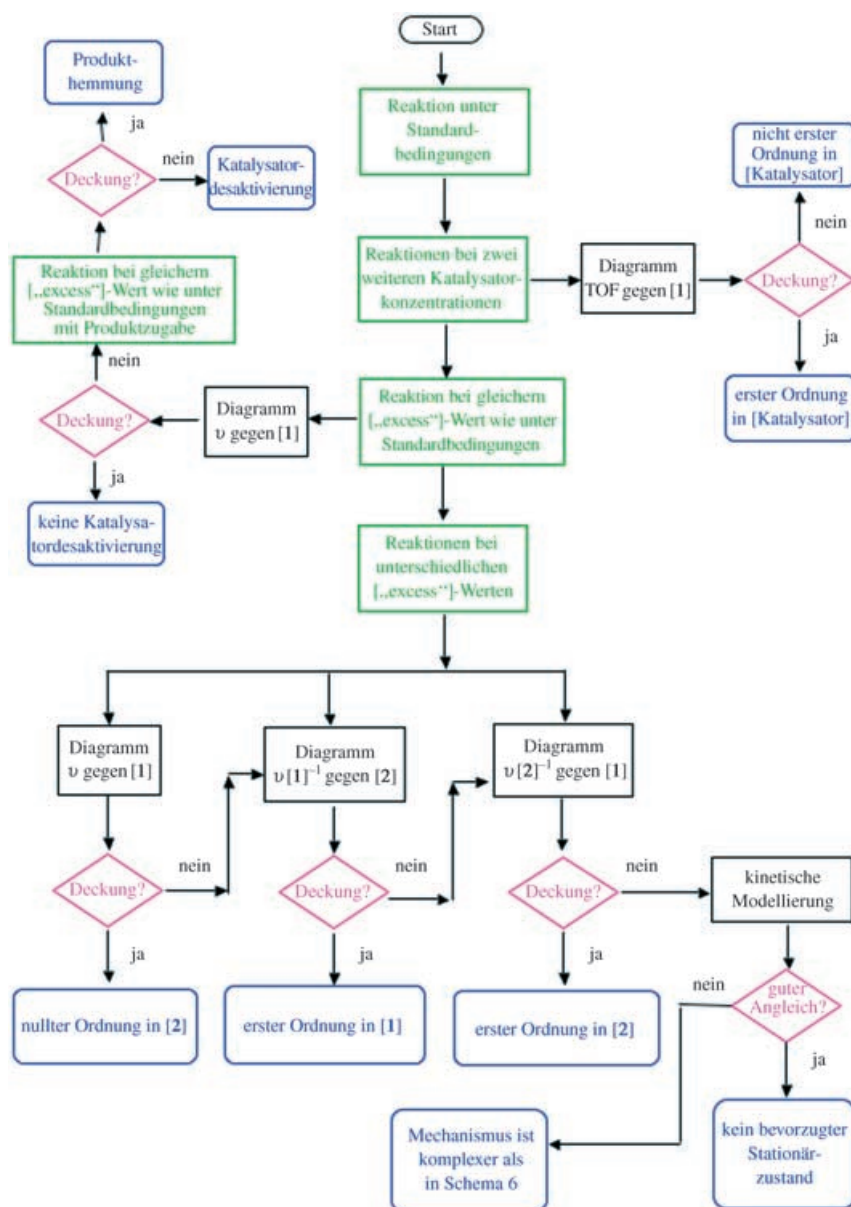 Start
Reaktion unter
Standard-
bedingungen
Reaktionen bei zwei
weiteren Katalysator-
konzentrationen
Diagramm
TOF gegen [1]
Deckung?
nein
nicht erster
Ordnung in
[Katalysator]
ja
erster Ordnung
in [Katalysator]
Reaktion bei gleichem
[„excess“]-Wert wie unter
Standardbedingungen
Diagramm
υ gegen [1]
Deckung?
ja
keine Katalysa-
tordesaktivierung
nein
Reaktion bei gleichem
[„excess“]-Wert wie unter
Standardbedingungen
mit Produktzugabe
Deckung?
ja
Produkt-
hemmung
nein
Katalysator-
desaktivierung
Reaktionen bei
unterschiedlichen
[„excess“]-Werten
Diagramm
υ gegen [1]
Deckung?
nein
ja
nullter Ordnung in [2]
Diagramm
υ [1]⁻¹ gegen [2]
Deckung?
nein
ja
erster Ordnung in [1]
Diagramm
υ [2]⁻¹ gegen [1]
Deckung?
nein
ja
erster Ordnung in [2]
kinetische
Modellierung
guter
Angleich?
nein
Mechanismus ist
komplexer als
in Schema 6
ja
kein bevorzugter
Stationär-
zustand